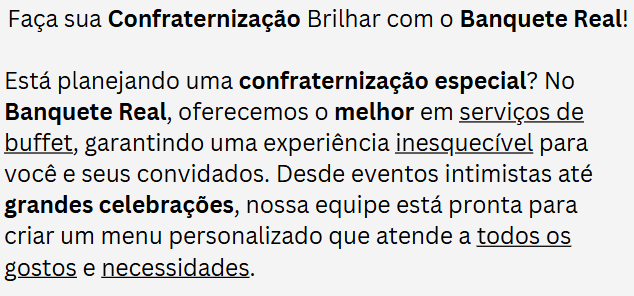 Faça sua Confraternização Brilhar com o Banquete Real!
Está planejando uma confraternização especial? No
Banquete Real, oferecemos o melhor em serviços de
buffet, garantindo uma experiência inesquecível para
você e seus convidados. Desde eventos intimistas até
grandes celebrações, nossa equipe está pronta para
criar um menu personalizado que atende a todos os
gostos e necessidades.